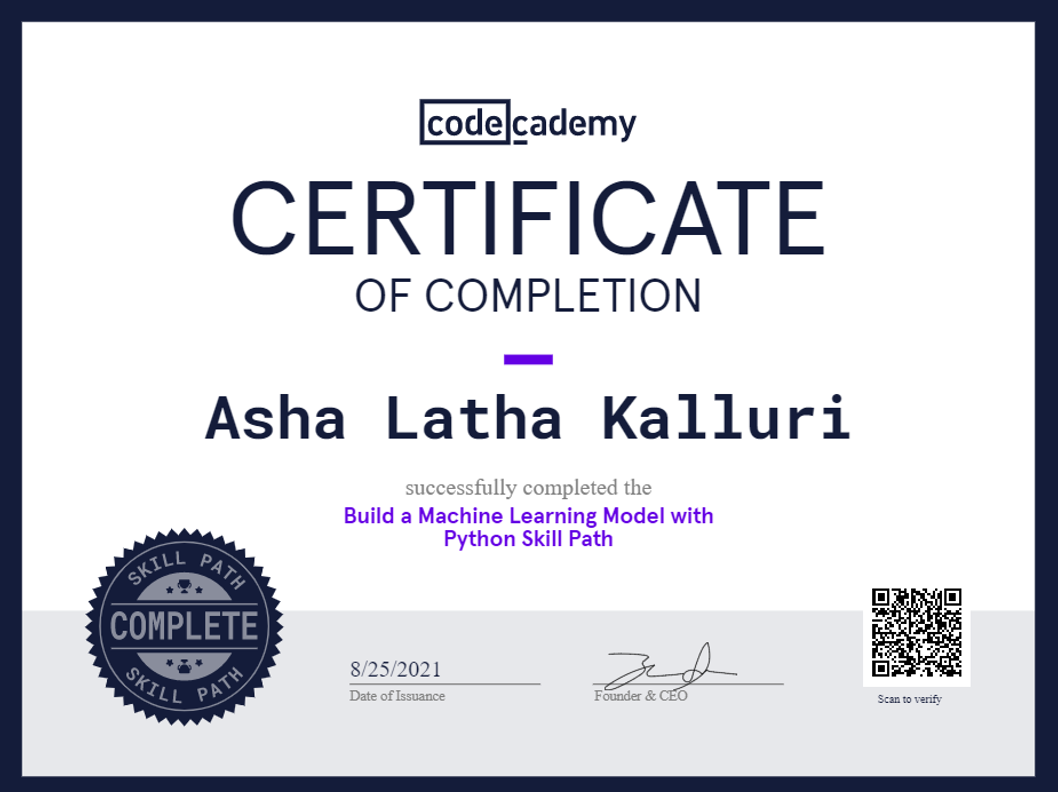 codecademy
CERTIFICATE
OF COMPLETION
Asha Latha Kalluri
successfully completed the
Build a Machine Learning Model with
Python Skill Path
SKILL PATH
COMPLETE
SKILL PATH
8/25/2021
Date of Issuance
Founder & CEO
Scan to verify